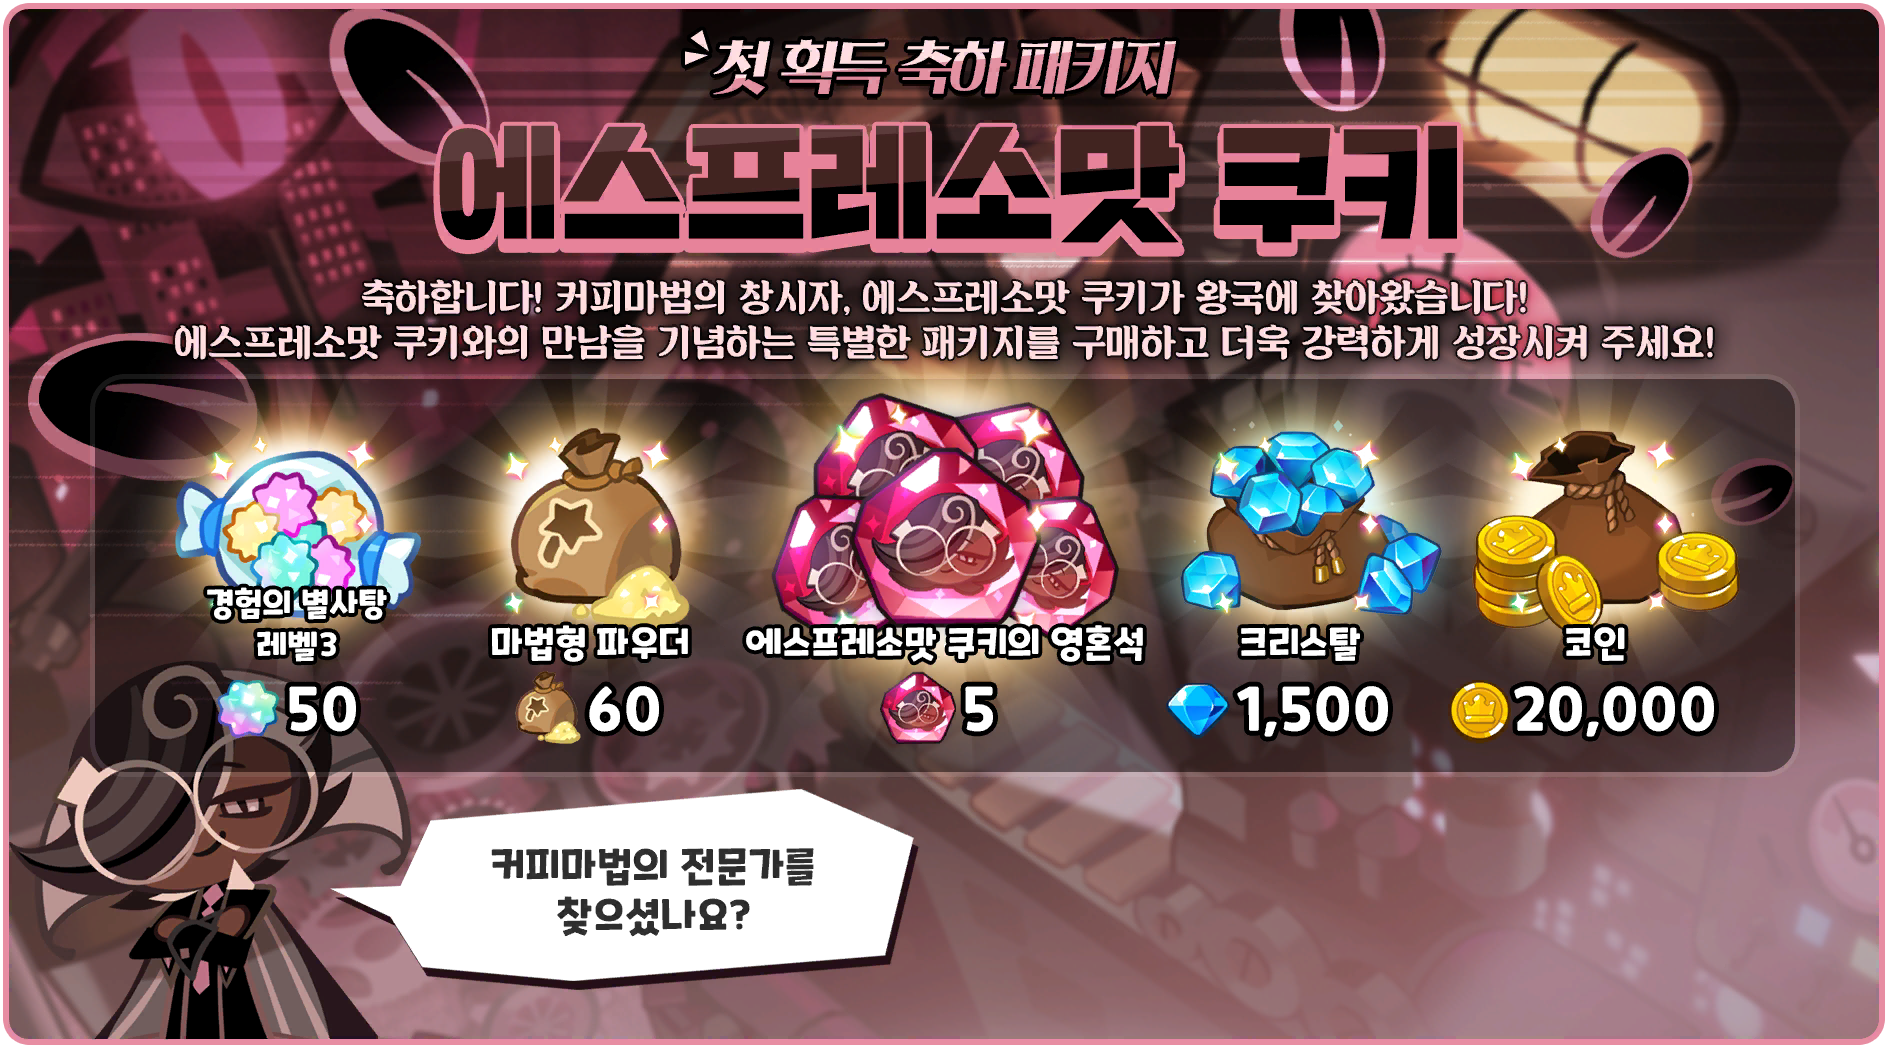 첫 획득 축하 패키지
에스프레소맛 쿠키
축하합니다! 커피마법의 창시자, 에스프레소맛 쿠키가 왕국에 찾아왔습니다!
에스프레소맛 쿠키와의 만남을 기념하는 특별한 패키지를 구매하고 더욱 강력하게 성장시켜 주세요!
경험의 별사탕
레벨3
50
마법형 파우더
60
에스프레소맛 쿠키의 영혼석
5
크리스탈
1,500
코인
20,000
커피마법의 전문가를
찾으셨나요?